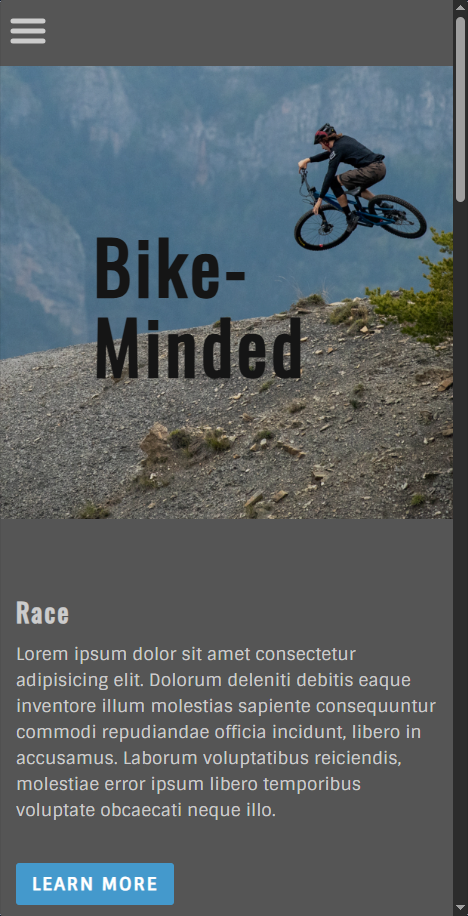 Bike-
Minded
Race
Lorem ipsum dolor sit amet consectetur
adipisicing elit. Dolorum deleniti debitis eaque
inventore illum molestias sapiente consequuntur
commodi repudiandae officia incidunt, libero in
accusamus. Laborum voluptatibus reiciendis,
molestiae error ipsum libero temporibus
voluptate obcaecati neque illo.
LEARN MORE